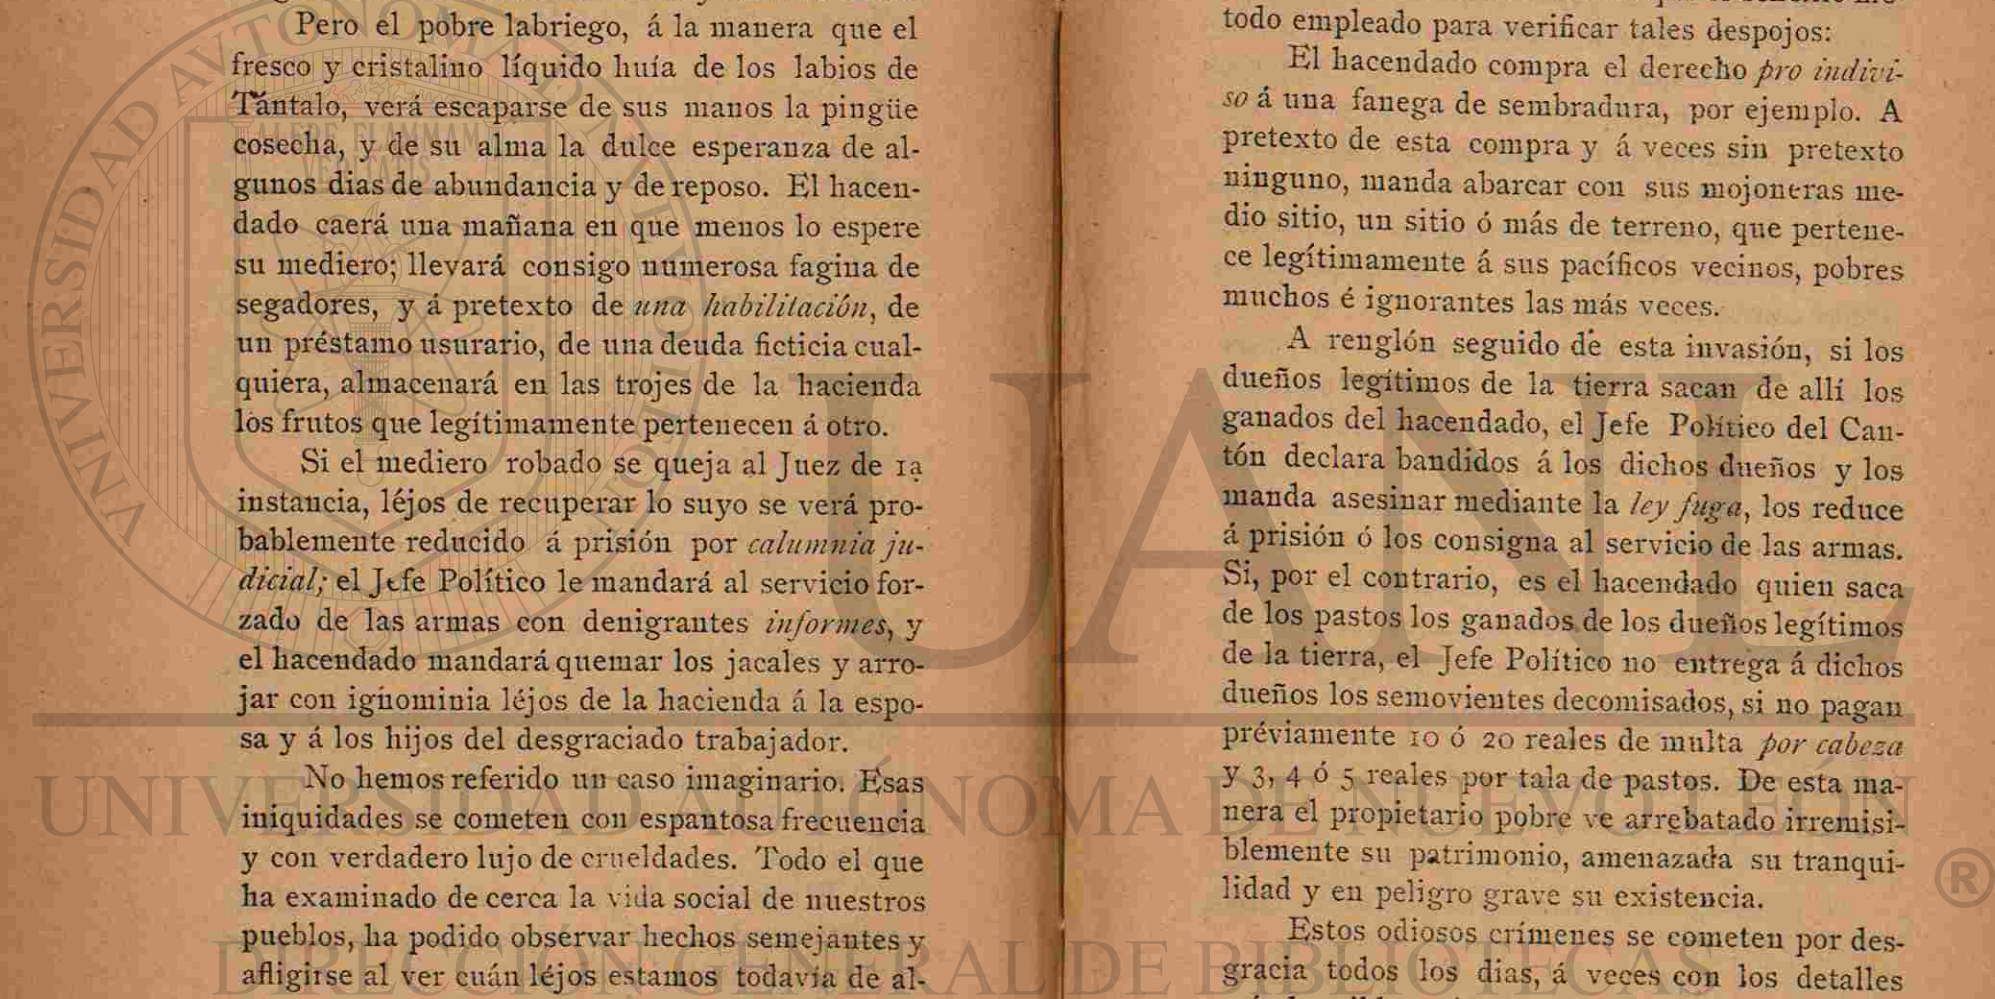 Pero el pobre labriego, á la manera que el
fresco y cristalino líquido huía de los labios de
Tántalo, verá escaparse de sus manos la pingüe
cosecha, y de su alma la dulce esperanza de al-
gunos dias de abundancia y de reposo. El hacen-
dado caerá una mañana en que menos lo espere
su mediero; llevará consigo numerosa fagina de
segadores, y á pretexto de una habilitación, de
un préstamo usurario, de una deuda ficticia cual-
quiera, almacenará en las trojes de la hacienda
los frutos que legítimamente pertenecen á otro.
Si el mediero robado se queja al Juez de 1ª
instancia, léjos de recuperar lo suyo se verá pro-
bablemente reducido á prisión por calumnia ju-
dicial; el Jefe Político le mandará al servicio for-
zado de las armas con denigrantes informes, y
el hacendado mandará quemar los jacales y arro-
jar con ignominia léjos de la hacienda á la espo-
sa y á los hijos del desgraciado trabajador.
No hemos referido un caso imaginario. Esas
iniquidades se cometen con espantosa frecuencia
y con verdadero lujo de crueldades. Todo el que
ha examinado de cerca la vida social de nuestros
pueblos, ha podido observar hechos semejantes y
afligirse al ver cuán léjos estamos todavía de al-
todo empleado para verificar tales despojos:
El hacendado compra el derecho pro indivi-
so á una fanega de sembradura, por ejemplo. A
pretexto de esta compra y á veces sin pretexto
ninguno, manda abarcar con sus mojoneras me-
dio sitio, un sitio ó más de terreno, que pertene-
ce legítimamente á sus pacíficos vecinos, pobres
muchos é ignorantes las más veces.
A renglón seguido de esta invasión, si los
dueños legítimos de la tierra sacan de allí los
ganados del hacendado, el Jefe Político del Can-
tón declara bandidos á los dichos dueños y los
manda asesinar mediante la ley fuga, los reduce
á prisión ó los consigna al servicio de las armas.
Si, por el contrario, es el hacendado quien saca
de los pastos los ganados de los dueños legítimos
de la tierra, el Jefe Político no entrega á dichos
dueños los semovientes decomisados, si no pagan
préviamente 10 ó 20 reales de multa por cabeza
y 3, 4 ó 5 reales por tala de pastos. De esta ma-
nera el propietario pobre ve arrebatado irremisi-
blemente su patrimonio, amenazada su tranqui-
lidad y en peligro grave su existencia.
Estos odiosos crímenes se cometen por des-
gracia todos los dias, á veces con los detalles
UNIVERSIDAD AUTÓNOMA
ALERE FLAMMAM
UANL
UNIVERSIDAD AUTÓNOMA DE NUEVO LEÓN
®
DIRECCIÓN GENERAL DE BIBLIOTECAS